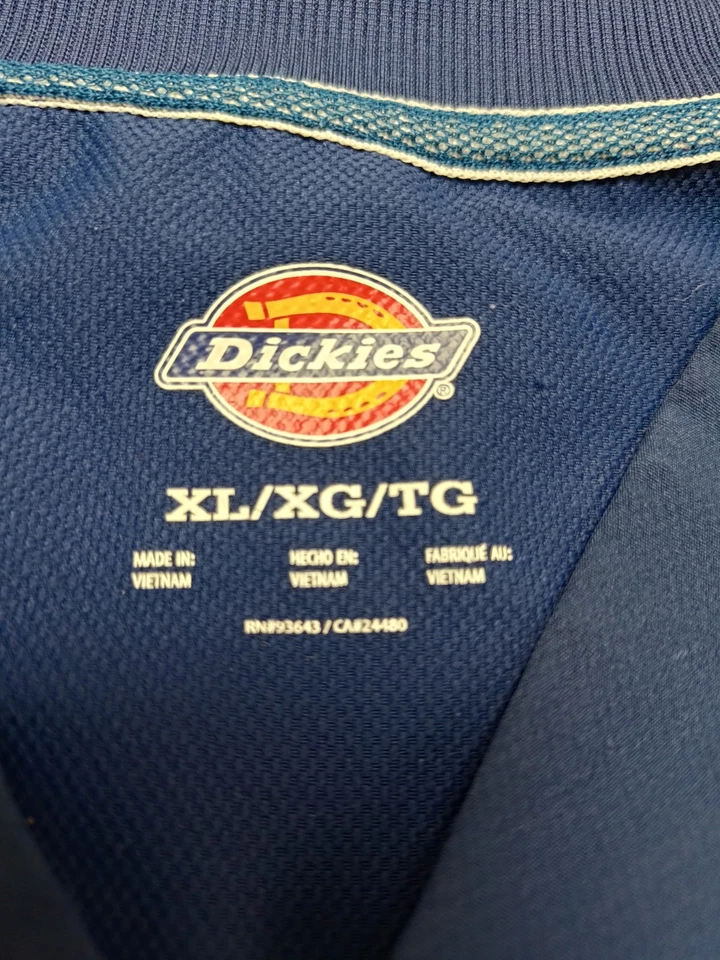 Dickies
®
XL/XG/TG
MADE IN: HECHO EN: FABRIQUÉ AU:
VIETNAM VIETNAM VIETNAM
RN#93643 / CA#24480